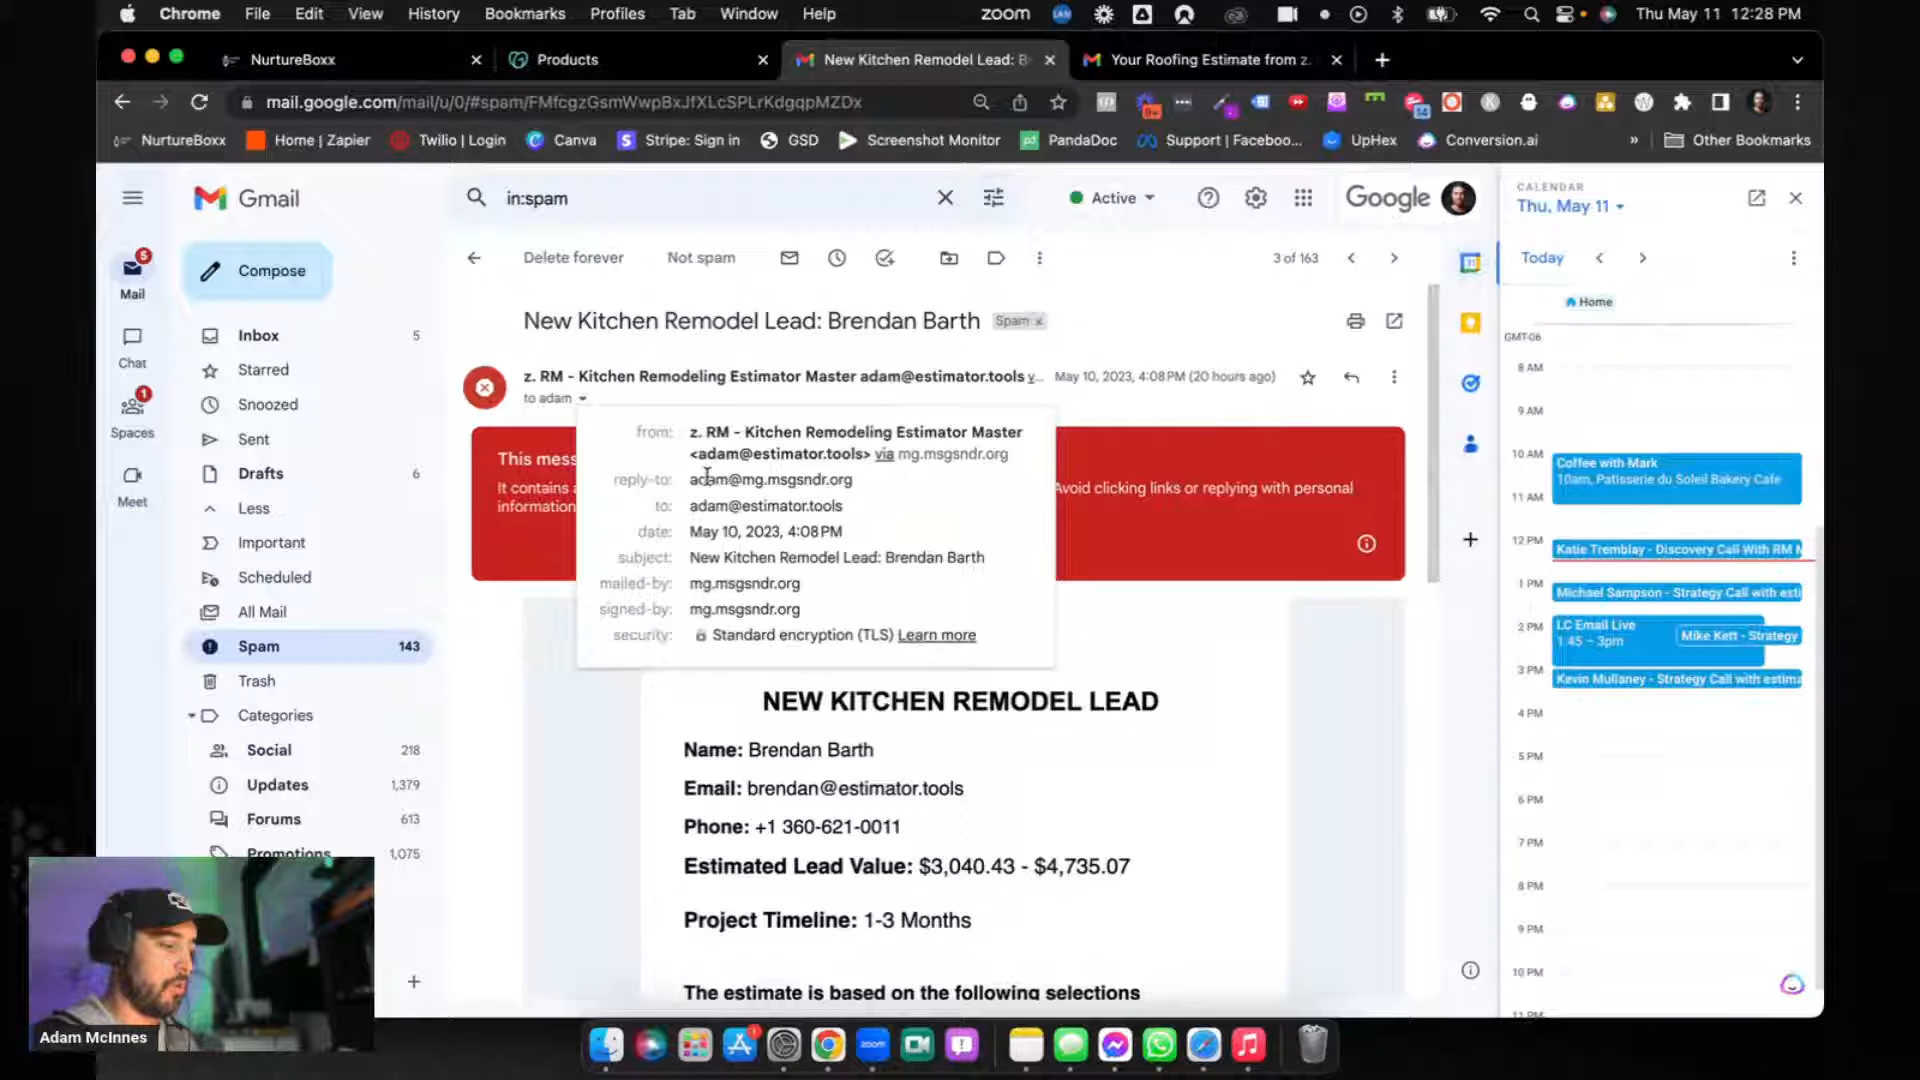 Chrome File Edit View History Bookmarks Profiles Tab Window Help zoom Thu May 11 12:28 PM
NurtureBoxx Products New Kitchen Remodel Lead: B Your Roofing Estimate from z.
mail.google.com/mail/u/0/#spam/FMfcgzGsmWwpBxJfXLcSPLrKdgqpMZDx
NurtureBoxx Home | Zapier Twilio | Login Canva Stripe: Sign in GSD Screenshot Monitor PandaDoc Support | Faceboo... UpHex Conversion.ai » Other Bookmarks
Gmail in:spam Active Google
CALENDAR
Thu, May 11
Compose
5
Mail
Delete forever Not spam 3 of 163
Today
Home
New Kitchen Remodel Lead: Brendan Barth Spam x
Inbox 5
GMT-06
Chat
Starred
z. RM - Kitchen Remodeling Estimator Master adam@estimator.tools v... May 10, 2023, 4:08 PM (20 hours ago)
to adam
8 AM
1
Spaces
Snoozed
9 AM
from: z. RM - Kitchen Remodeling Estimator Master
<adam@estimator.tools> via mg.msgsndr.org
reply-to: adam@mg.msgsndr.org
to: adam@estimator.tools
date: May 10, 2023, 4:08 PM
subject: New Kitchen Remodel Lead: Brendan Barth
mailed-by: mg.msgsndr.org
signed-by: mg.msgsndr.org
security: Standard encryption (TLS) Learn more
This mess
It contains a
information
Avoid clicking links or replying with personal
Sent
Drafts 6
Meet
Less
Important
Scheduled
All Mail
Spam 143
Trash
Categories
Social 218
Updates 1,379
Forums 613
Promotions 1,075
10 AM
Coffee with Mark
10am, Patisserie du Soleil Bakery Cafe
11 AM
12 PM
Katie Tremblay - Discovery Call With RM M
1 PM
Michael Sampson - Strategy Call with esti
2 PM
LC Email Live
1:45 – 3pm
Mike Kett - Strategy
3 PM
Kevin Mullaney - Strategy Call with estima
4 PM
5 PM
6 PM
7 PM
8 PM
9 PM
10 PM
11 PM
NEW KITCHEN REMODEL LEAD
Name: Brendan Barth
Email: brendan@estimator.tools
Phone: +1 360-621-0011
Estimated Lead Value: $3,040.43 - $4,735.07
Project Timeline: 1-3 Months
The estimate is based on the following selections
Adam McInnes
zoom